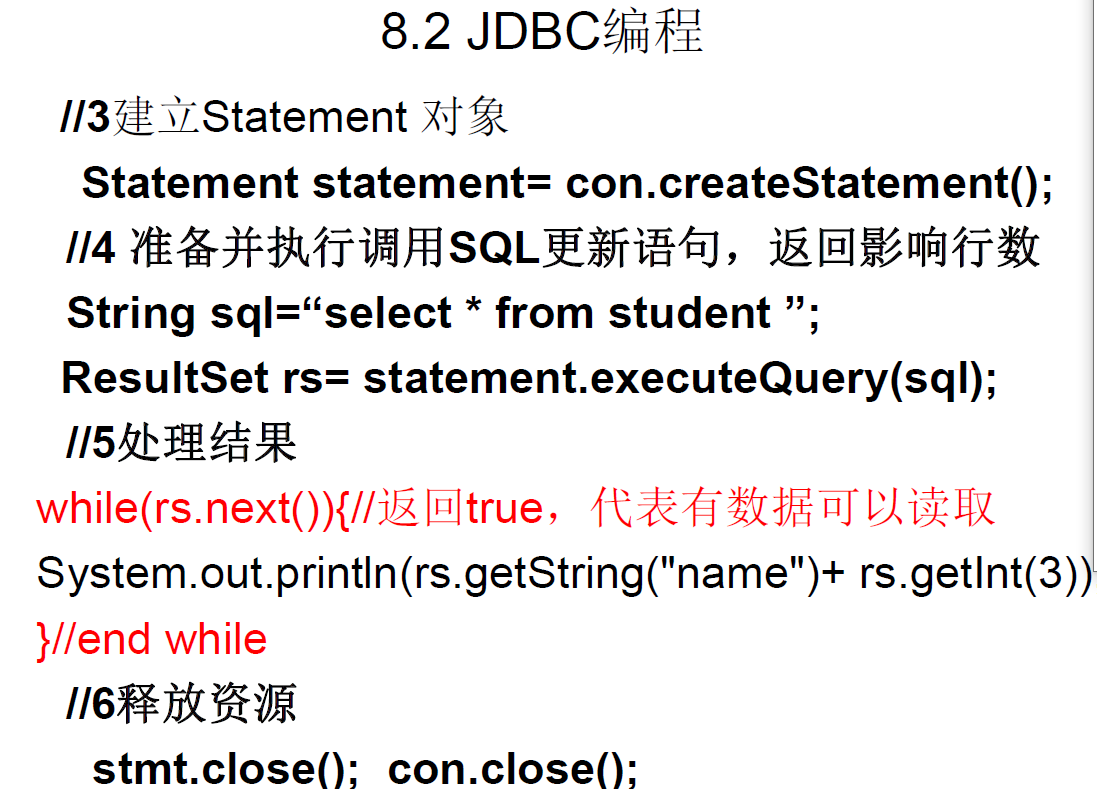 8.2 JDBC编程
//3建立Statement 对象
Statement statement= con.createStatement();
//4 准备并执行调用SQL更新语句，返回影响行数
String sql=“select * from student ”;
ResultSet rs= statement.executeQuery(sql);
//5处理结果
while(rs.next()){//返回true，代表有数据可以读取
System.out.println(rs.getString("name")+ rs.getInt(3))
}//end while
//6释放资源
stmt.close();  con.close();